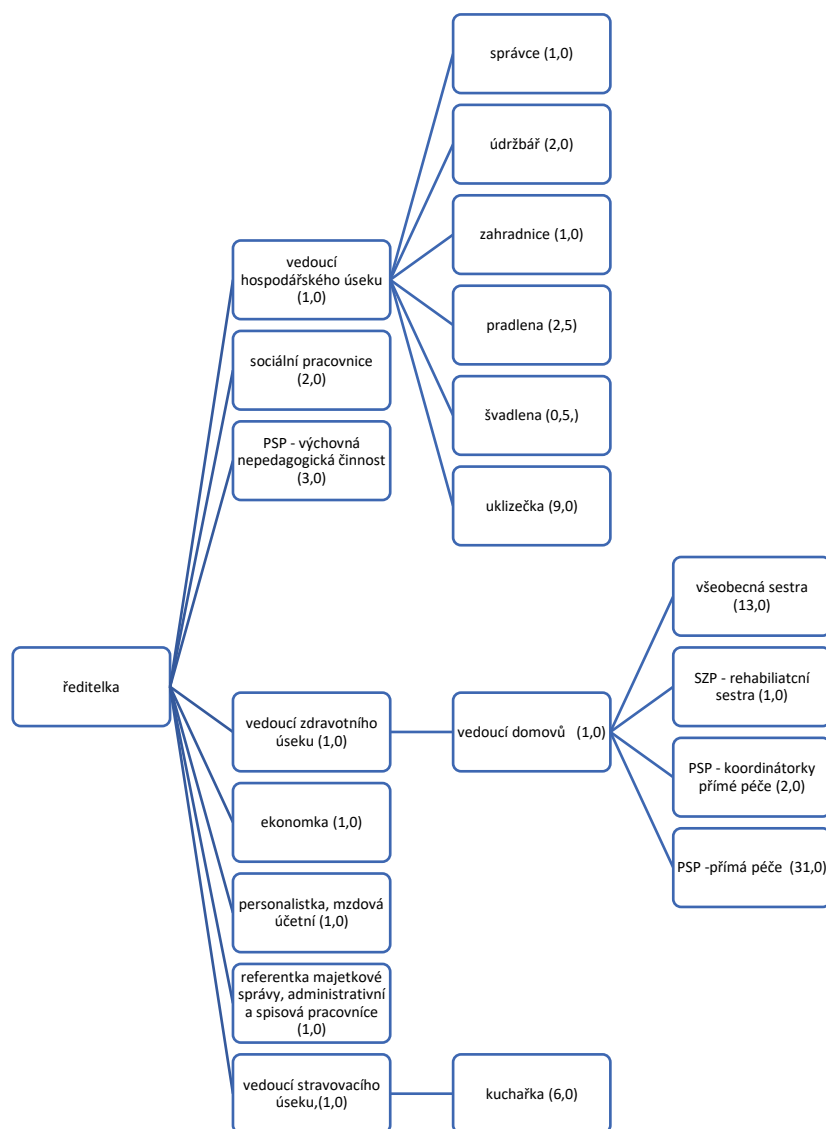 správce (1,0)
údržbář (2,0)
zahradnice (1,0)
vedoucí
hospodářského úseku
(1,0)
pradlena (2,5)
sociální pracovnice
(2,0)
švadlena (0,5,)
PSP - výchovná
nepedagogická činnost
(3,0)
uklizečka (9,0)
všeobecná sestra
(13,0)
ředitelka
SZP - rehabiliatcní
sestra (1,0)
vedoucí zdravotního
úseku (1,0)
vedoucí domovů (1,0)
PSP - koordinátorky
přímé péče (2,0)
ekonomka (1,0)
PSP -přímá péče (31,0)
personalistka, mzdová
účetní (1,0)
referentka majetkové
správy, administrativní
a spisová pracovníce
(1,0)
vedoucí stravovacího
úseku,(1,0)
kuchařka (6,0)